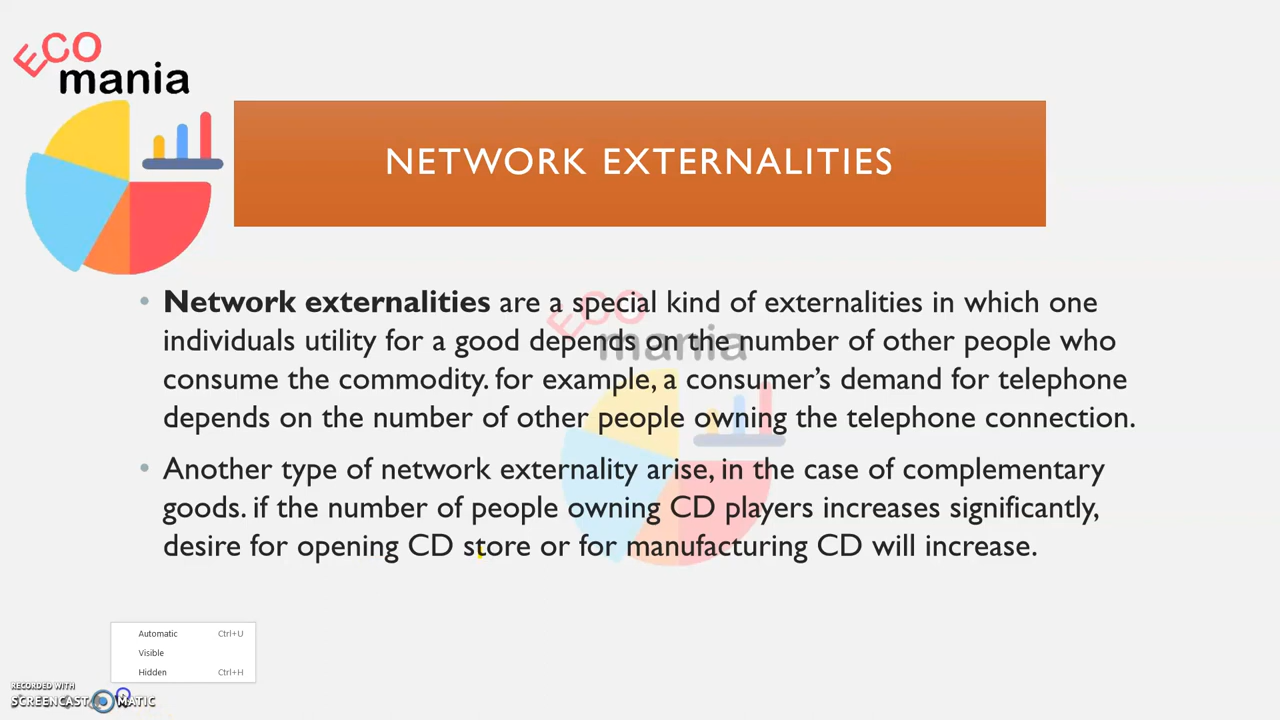 ECO
mania
NETWORK EXTERNALITIES
• Network externalities are a special kind of externalities in which one
individuals utility for a good depends on the number of other people who
consume the commodity. for example, a consumer’s demand for telephone
depends on the number of other people owning the telephone connection.
• Another type of network externality arise, in the case of complementary
goods. if the number of people owning CD players increases significantly,
desire for opening CD store or for manufacturing CD will increase.
ECO
mania
Automatic Ctrl+U
Visible
Hidden Ctrl+H
RECORDED WITH
SCREENCAST MATIC